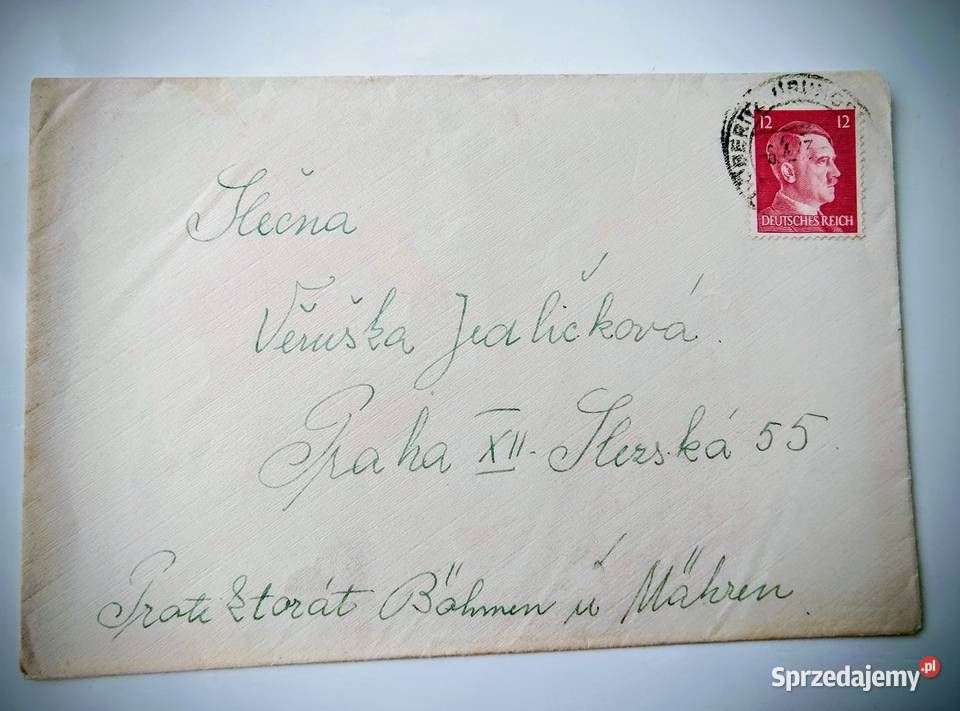 12 12
DEUTSCHES REICH
Slečna
Věruška Jedličková.
Praha XII. Slezská 55.
Protektorát Böhmen ú Mähren.
Sprzedajemy.pl